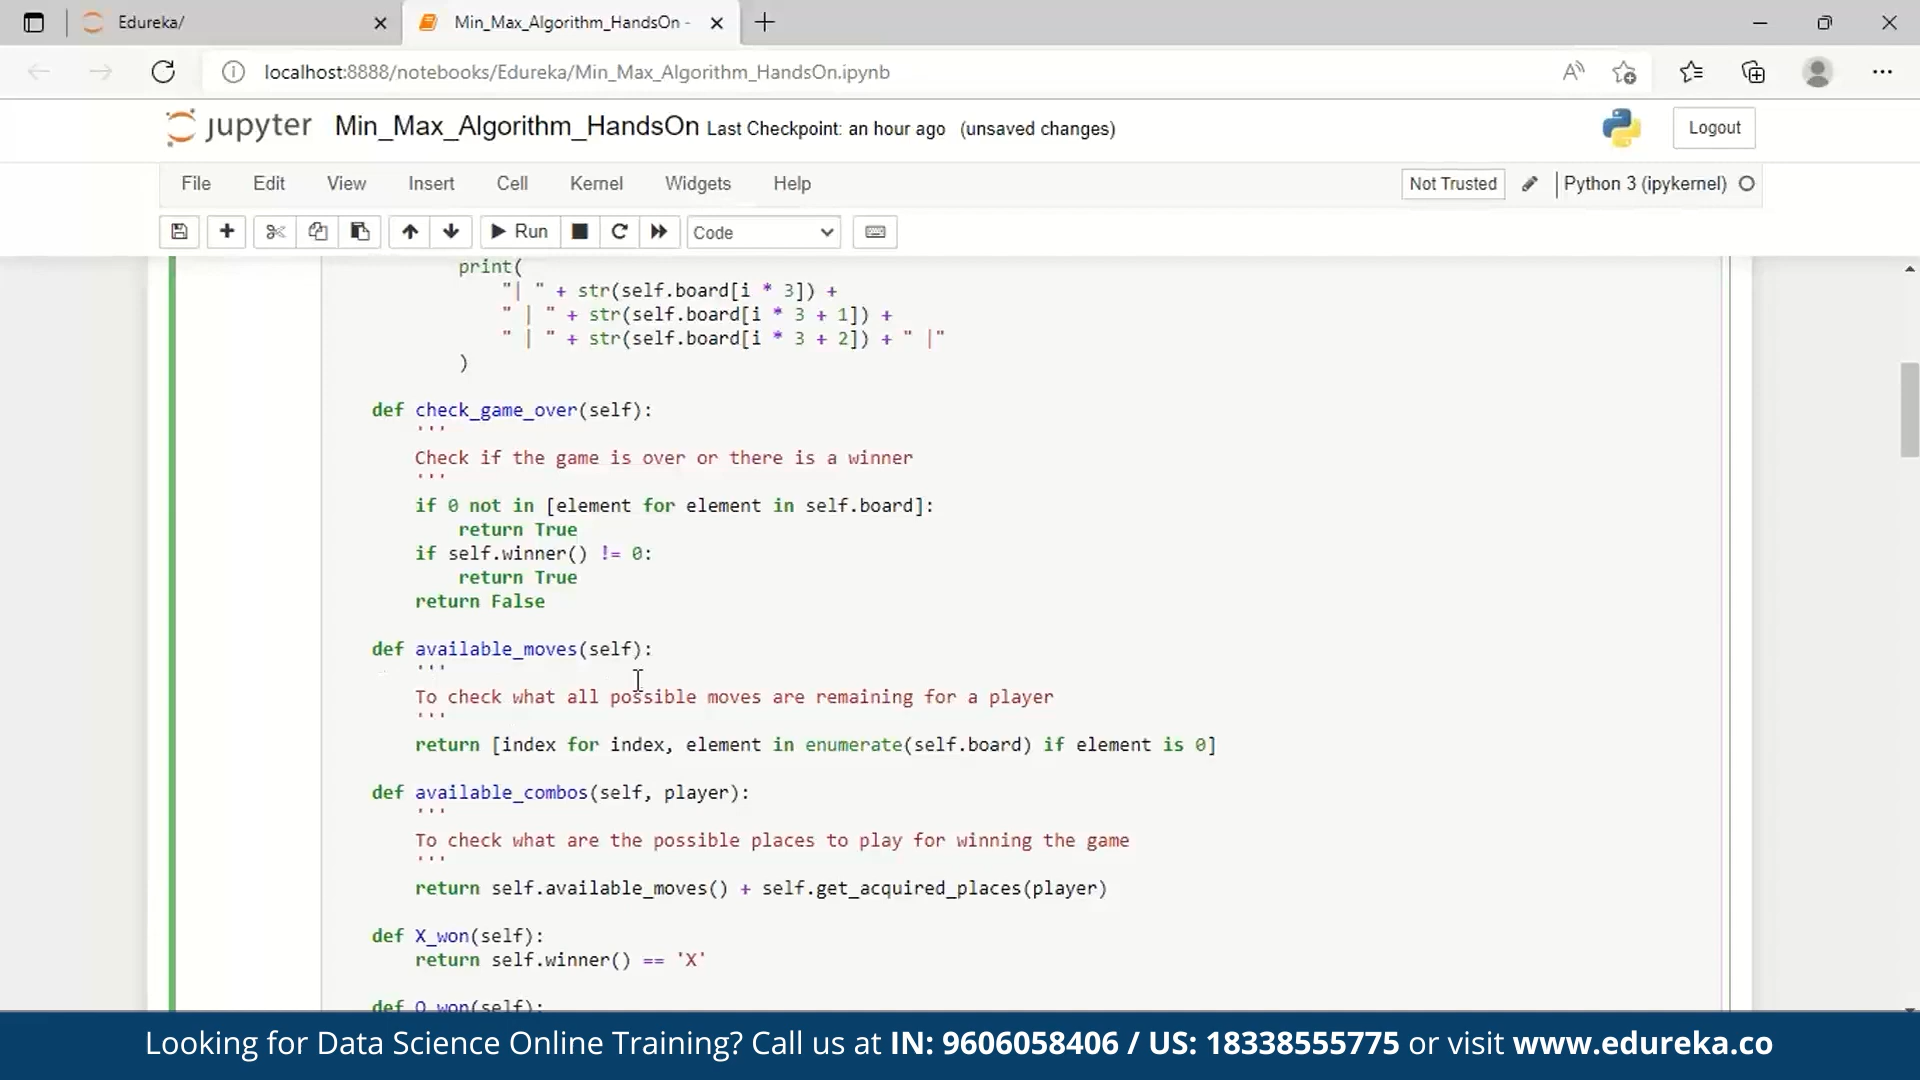 Edureka/
Min_Max_Algorithm_HandsOn -
localhost:8888/notebooks/Edureka/Min_Max_Algorithm_HandsOn.ipynb
jupyter Min_Max_Algorithm_HandsOn Last Checkpoint: an hour ago (unsaved changes)
Logout
File Edit View Insert Cell Kernel Widgets Help
Not Trusted
Python 3 (ipykernel)
Run
Code
print(
"| " + str(self.board[i * 3]) +
" | " + str(self.board[i * 3 + 1]) +
" | " + str(self.board[i * 3 + 2]) + " |"
)
def check_game_over(self):
'''
Check if the game is over or there is a winner
'''
if 0 not in [element for element in self.board]:
return True
if self.winner() != 0:
return True
return False
def available_moves(self):
'''
To check what all possible moves are remaining for a player
'''
return [index for index, element in enumerate(self.board) if element is 0]
def available_combos(self, player):
'''
To check what are the possible places to play for winning the game
'''
return self.available_moves() + self.get_acquired_places(player)
def X_won(self):
return self.winner() == 'X'
def O_won(self):
Looking for Data Science Online Training? Call us at IN: 9606058406 / US: 18338555775 or visit www.edureka.co